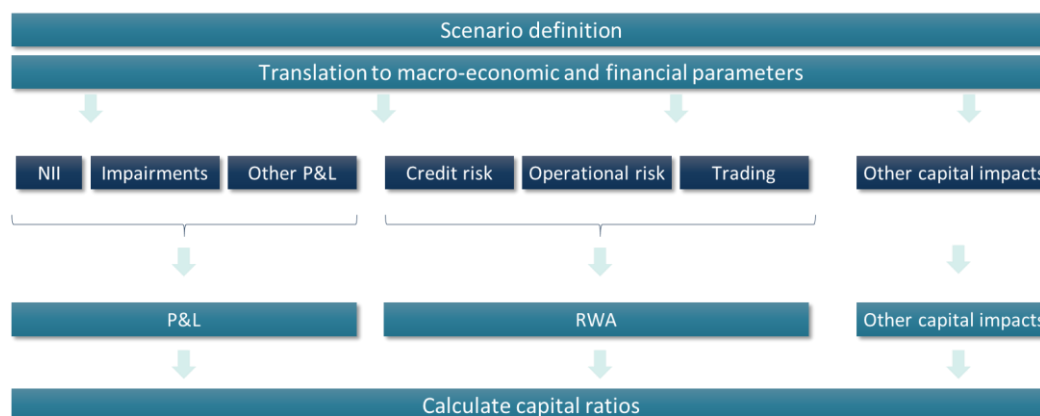 Scenario definition
Translation to macro-economic and financial parameters
NII
Impairments
Other P&L
Credit risk
Operational risk
Trading
Other capital impacts
P&L
RWA
Other capital impacts
Calculate capital ratios